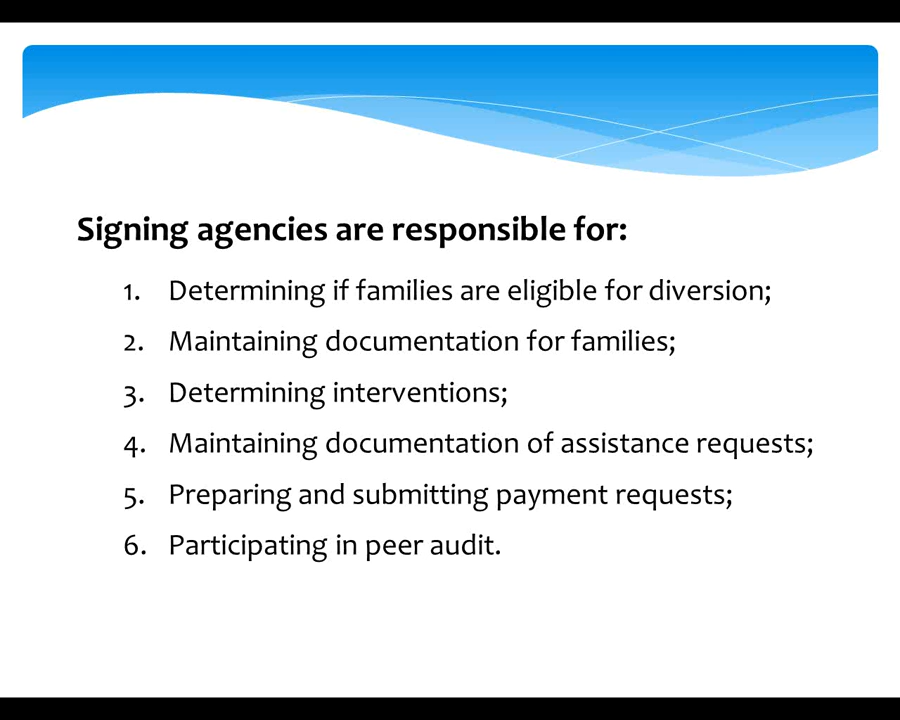 Signing agencies are responsible for:
1. Determining if families are eligible for diversion;
2. Maintaining documentation for families;
3. Determining interventions;
4. Maintaining documentation of assistance requests;
5. Preparing and submitting payment requests;
6. Participating in peer audit.